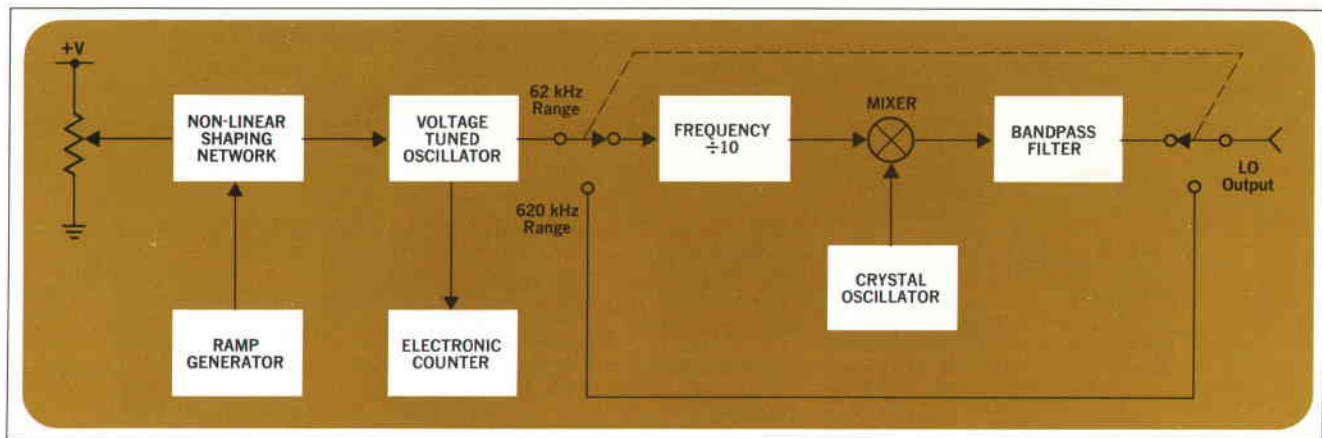 +V
NON-LINEAR
SHAPING
NETWORK
VOLTAGE
TUNED
OSCILLATOR
62 kHz
Range
FREQUENCY
÷10
MIXER
BANDPASS
FILTER
LO
Output
620 kHz
Range
CRYSTAL
OSCILLATOR
RAMP
GENERATOR
ELECTRONIC
COUNTER